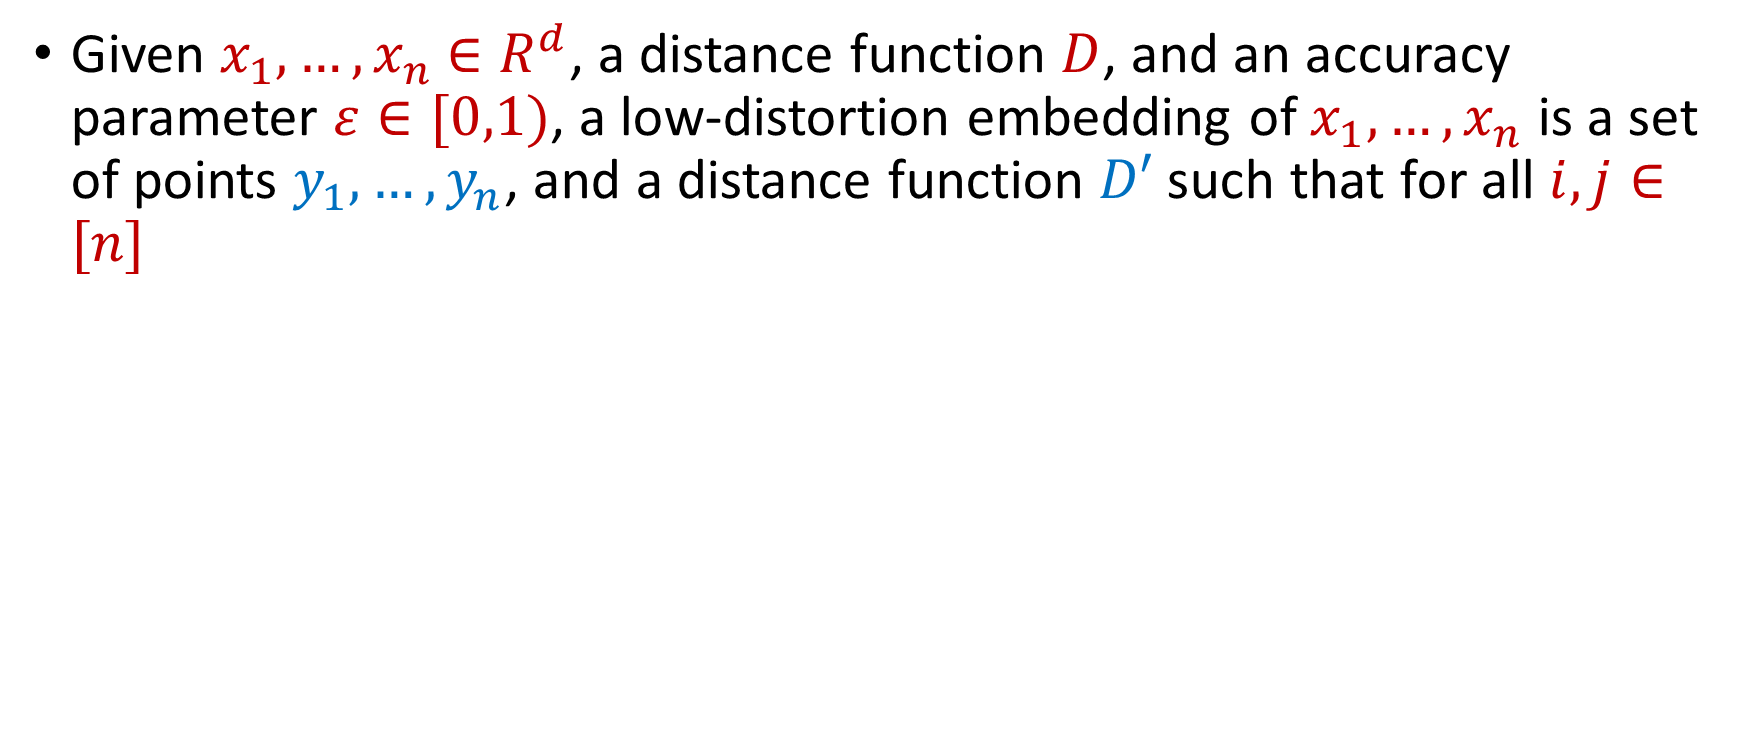 • Given x₁, … , xₙ ∈ Rᵈ, a distance function D, and an accuracy
parameter ε ∈ [0,1), a low-distortion embedding of x₁, … , xₙ is a set
of points y₁, … , yₙ, and a distance function D′ such that for all i, j ∈
[n]